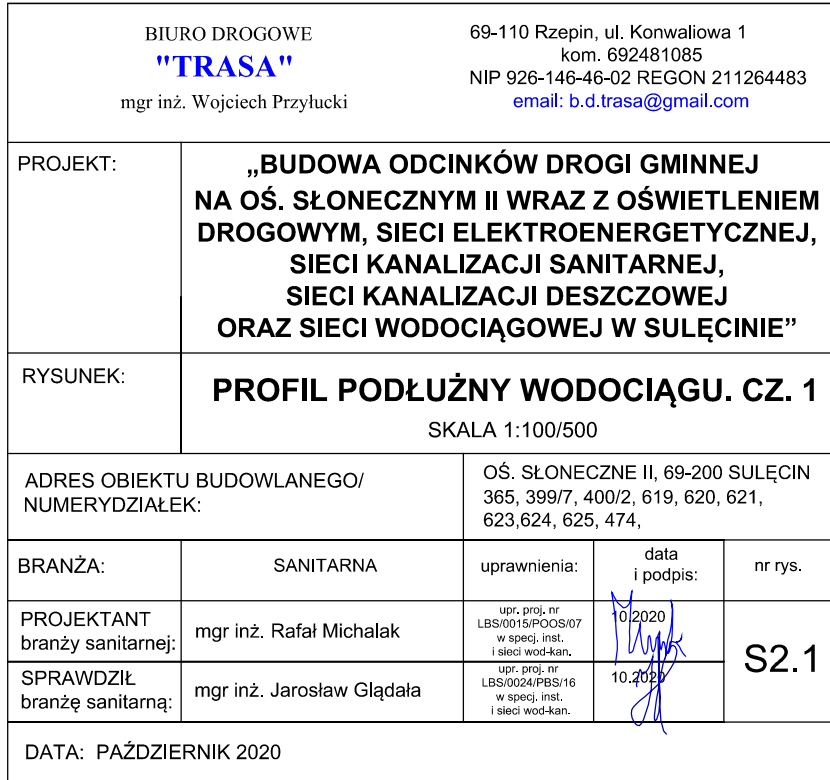 BIURO DROGOWE
"TRASA"
mgr inż. Wojciech Przyłucki
69-110 Rzepin, ul. Konwaliowa 1
kom. 692481085
NIP 926-146-46-02 REGON 211264483
email: b.d.trasa@gmail.com
PROJEKT:
„BUDOWA ODCINKÓW DROGI GMINNEJ
NA OŚ. SŁONECZNYM II WRAZ Z OŚWIETLENIEM
DROGOWYM, SIECI ELEKTROENERGETYCZNEJ,
SIECI KANALIZACJI SANITARNEJ,
SIECI KANALIZACJI DESZCZOWEJ
ORAZ SIECI WODOCIĄGOWEJ W SULĘCINIE”
RYSUNEK:
PROFIL PODŁUŻNY WODOCIĄGU. CZ. 1
SKALA 1:100/500
ADRES OBIEKTU BUDOWLANEGO/
NUMERYDZIAŁEK:
OŚ. SŁONECZNE II, 69-200 SULĘCIN
365, 399/7, 400/2, 619, 620, 621,
623,624, 625, 474,
BRANŻA:
SANITARNA
uprawnienia:
data
i podpis:
nr rys.
PROJEKTANT
branży sanitarnej:
mgr inż. Rafał Michalak
upr. proj. nr
LBS/0015/POOS/07
w specj. inst.
i sieci wod-kan.
10.2020
S2.1
SPRAWDZIŁ
branżę sanitarną:
mgr inż. Jarosław Glądała
upr. proj. nr
LBS/0024/PBS/16
w specj. inst.
i sieci wod-kan.
10.2020
DATA: PAŹDZIERNIK 2020